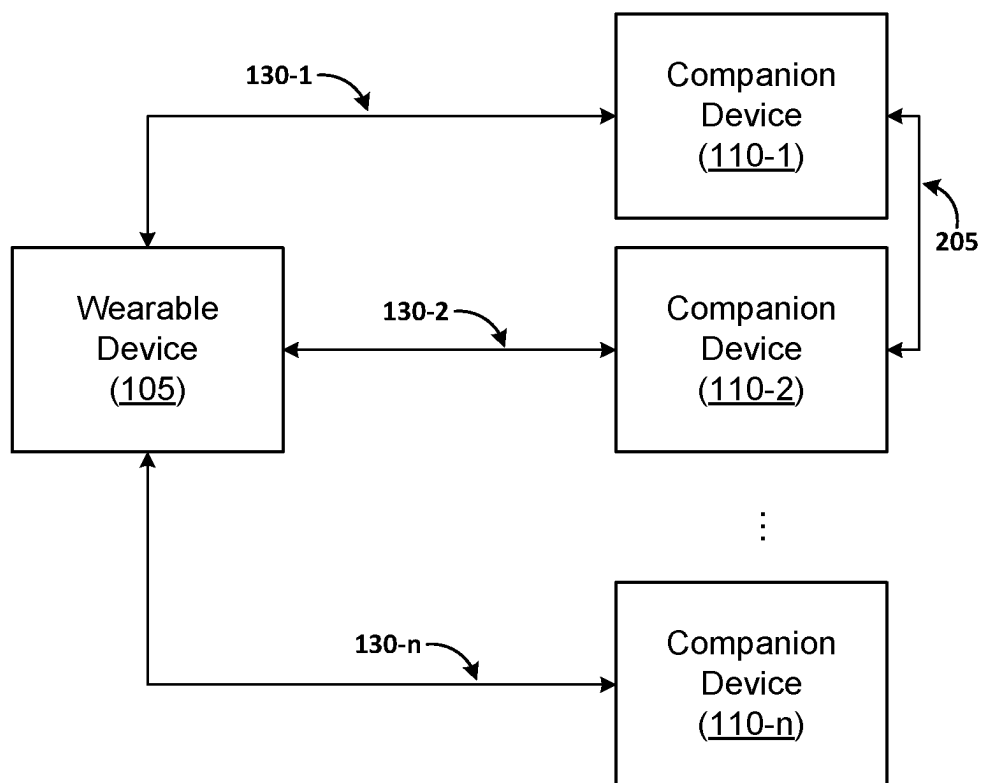 130-1
Companion
Device
(110-1)
205
Wearable
Device
(105)
130-2
Companion
Device
(110-2)
⋮
130-n
Companion
Device
(110-n)